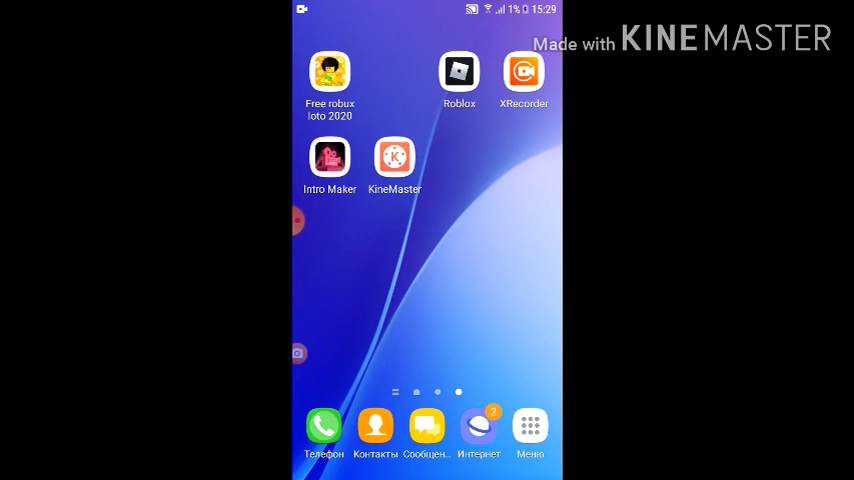 1% 15:29
Made with KINEMASTER
Free robux
loto 2020
Roblox
XRecorder
K
Intro Maker
KineMaster
2
Телефон
Контакты
Сообщен...
Интернет
Меню